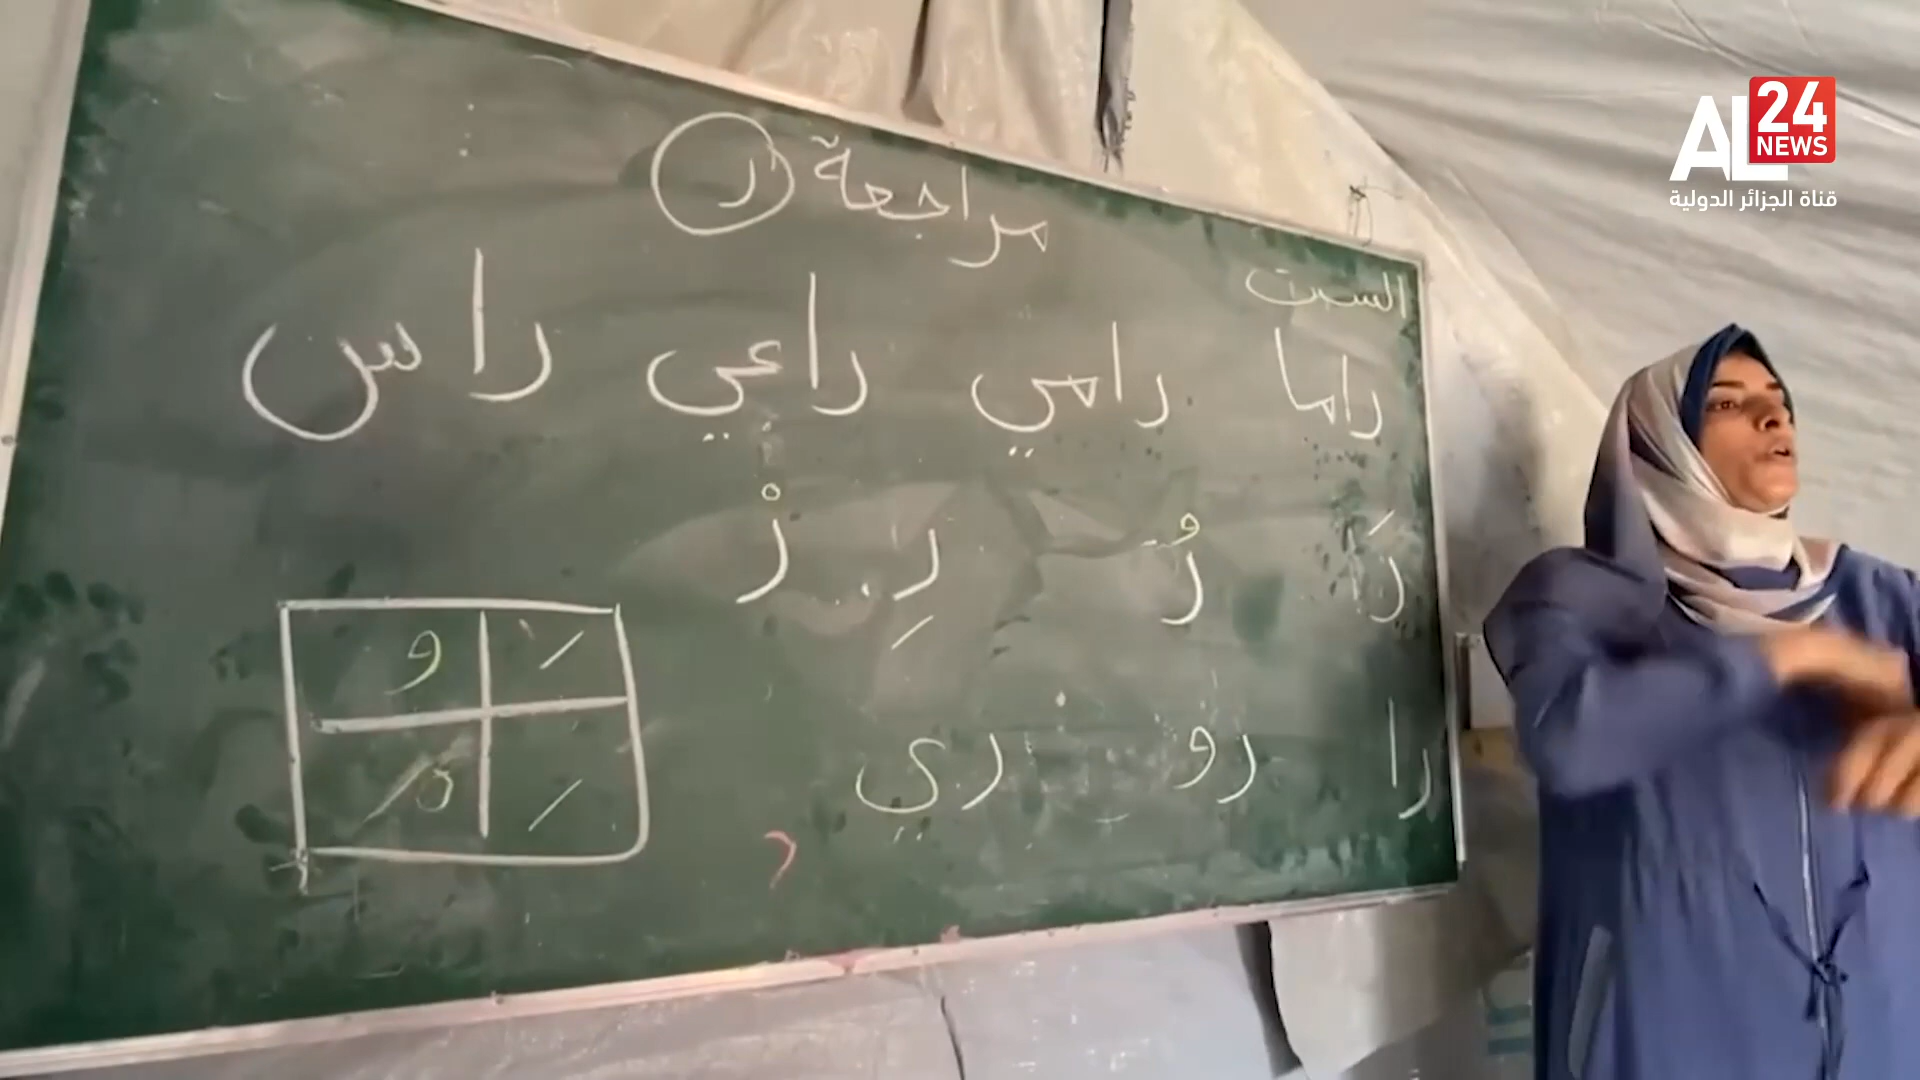 AL 24 NEWS
قناة الجزائر الدولية
مراجعة (ر)
السبت
راما رامي راعي راس
رَ رُ رِ رْ
را رو ري